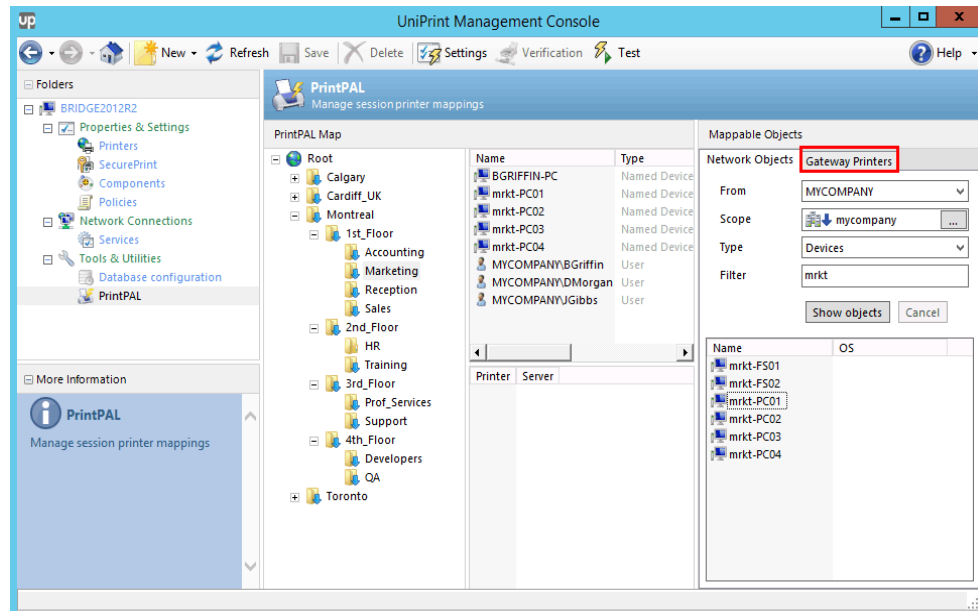 up UniPrint Management Console
New Refresh Save Delete Settings Verification Test Help
Folders
BRIDGE2012R2
Properties & Settings
Printers
SecurePrint
Components
Policies
Network Connections
Services
Tools & Utilities
Database configuration
PrintPAL
More Information
PrintPAL
Manage session printer mappings
PrintPAL
Manage session printer mappings
PrintPAL Map
Root
Calgary
Cardiff_UK
Montreal
1st_Floor
Accounting
Marketing
Reception
Sales
2nd_Floor
HR
Training
3rd_Floor
Prof_Services
Support
4th_Floor
Developers
QA
Toronto
Name Type
BGRIFFIN-PC Named Device
mrkt-PC01 Named Device
mrkt-PC02 Named Device
mrkt-PC03 Named Device
mrkt-PC04 Named Device
MYCOMPANY\BGriffin User
MYCOMPANY\DMorgan User
MYCOMPANY\JGibbs User
Printer Server
Mappable Objects
Network Objects Gateway Printers
From MYCOMPANY
Scope mycompany ...
Type Devices
Filter mrkt
Show objects Cancel
Name OS
mrkt-FS01
mrkt-FS02
mrkt-PC01
mrkt-PC02
mrkt-PC03
mrkt-PC04